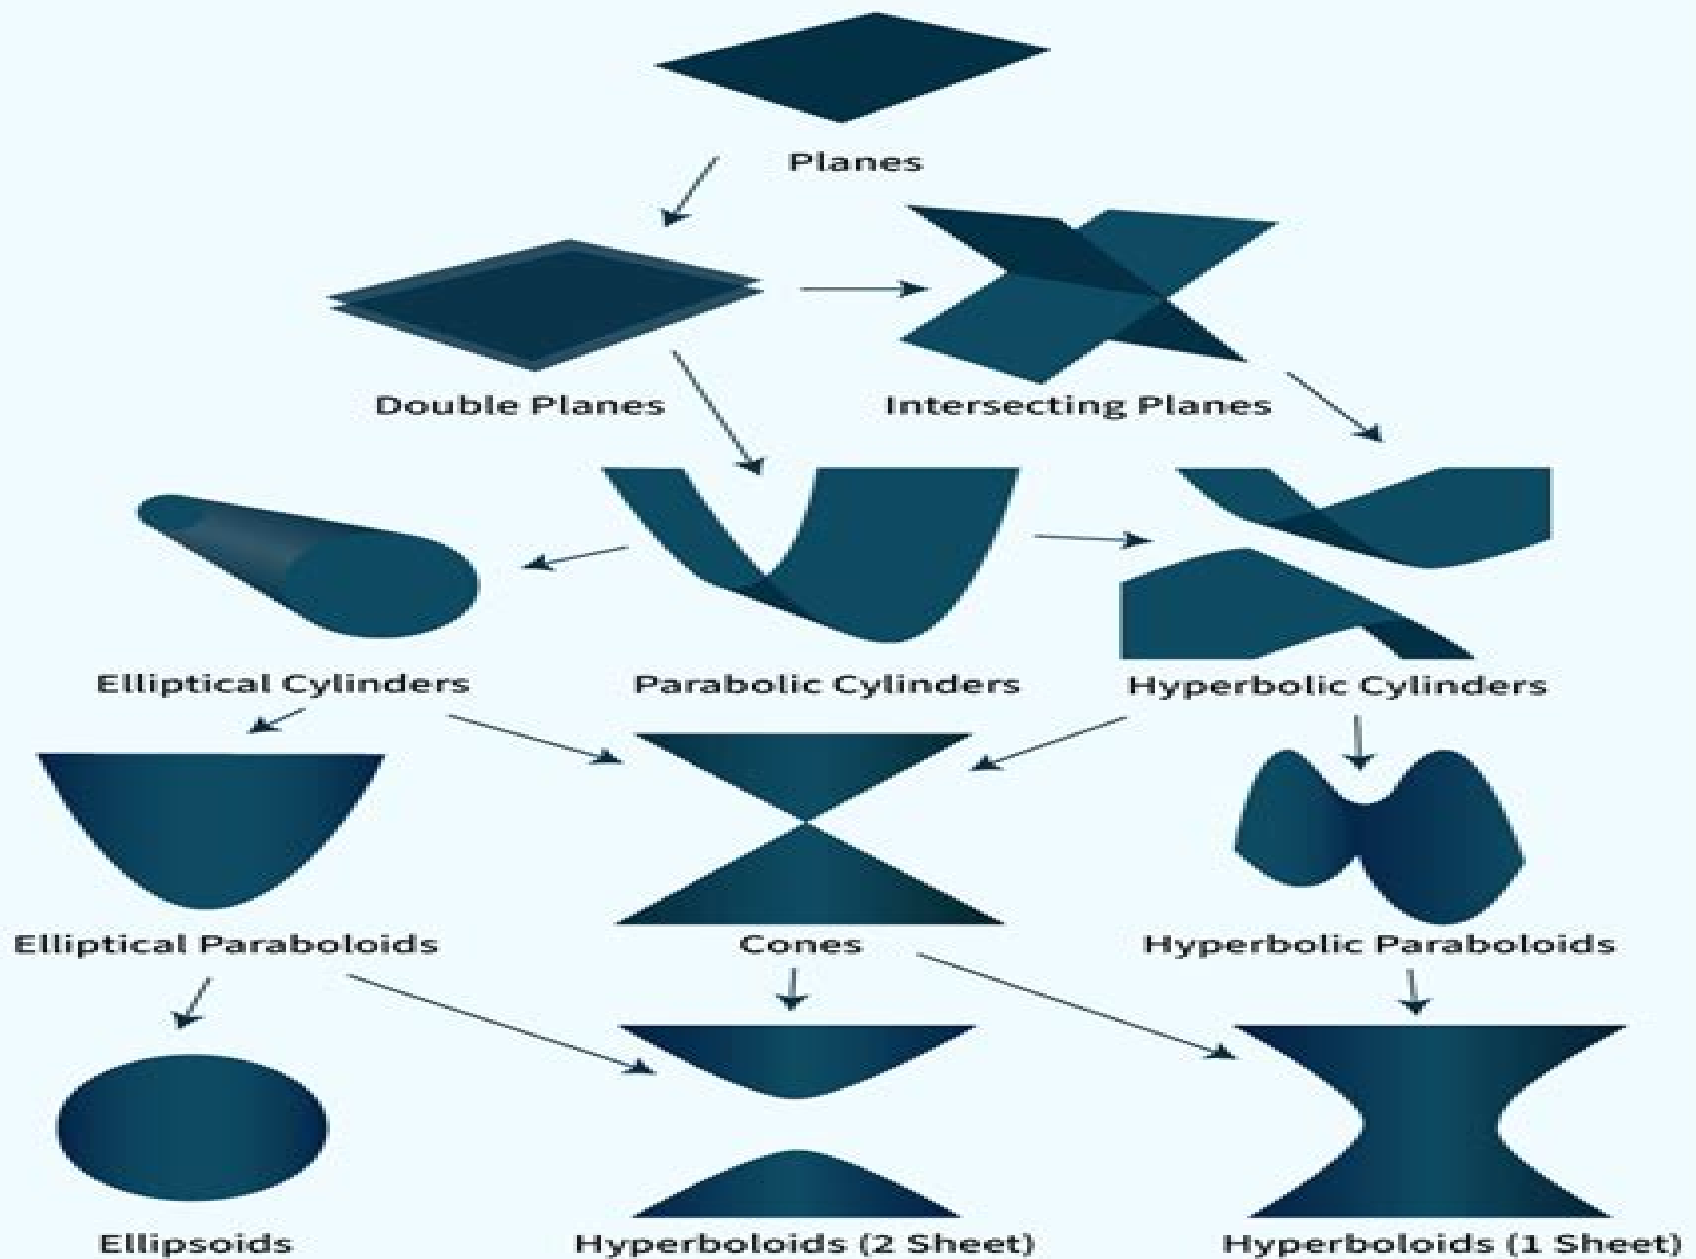 Planes
Double Planes
Intersecting Planes
Elliptical Cylinders
Parabolic Cylinders
Hyperbolic Cylinders
Elliptical Paraboloids
Cones
Hyperbolic Paraboloids
Ellipsoids
Hyperboloids (2 Sheet)
Hyperboloids (1 Sheet)